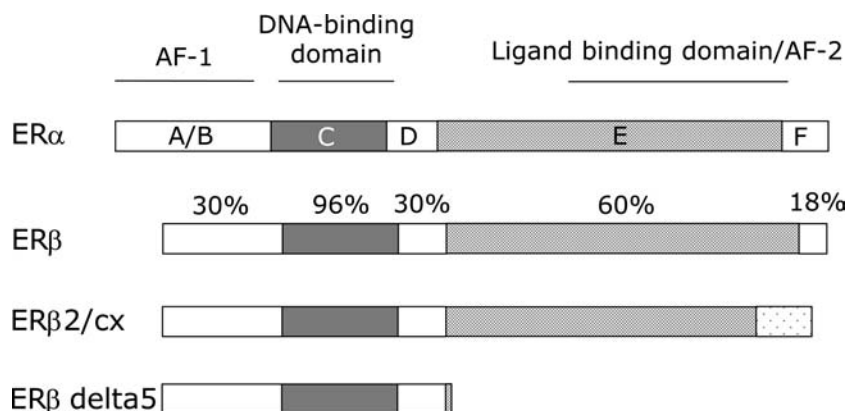 DNA-binding
domain
AF-1
Ligand binding domain/AF-2
ERα
A/B
C
D
E
F
30%
96%
30%
60%
18%
ERβ
ERβ2/cx
ERβ delta5